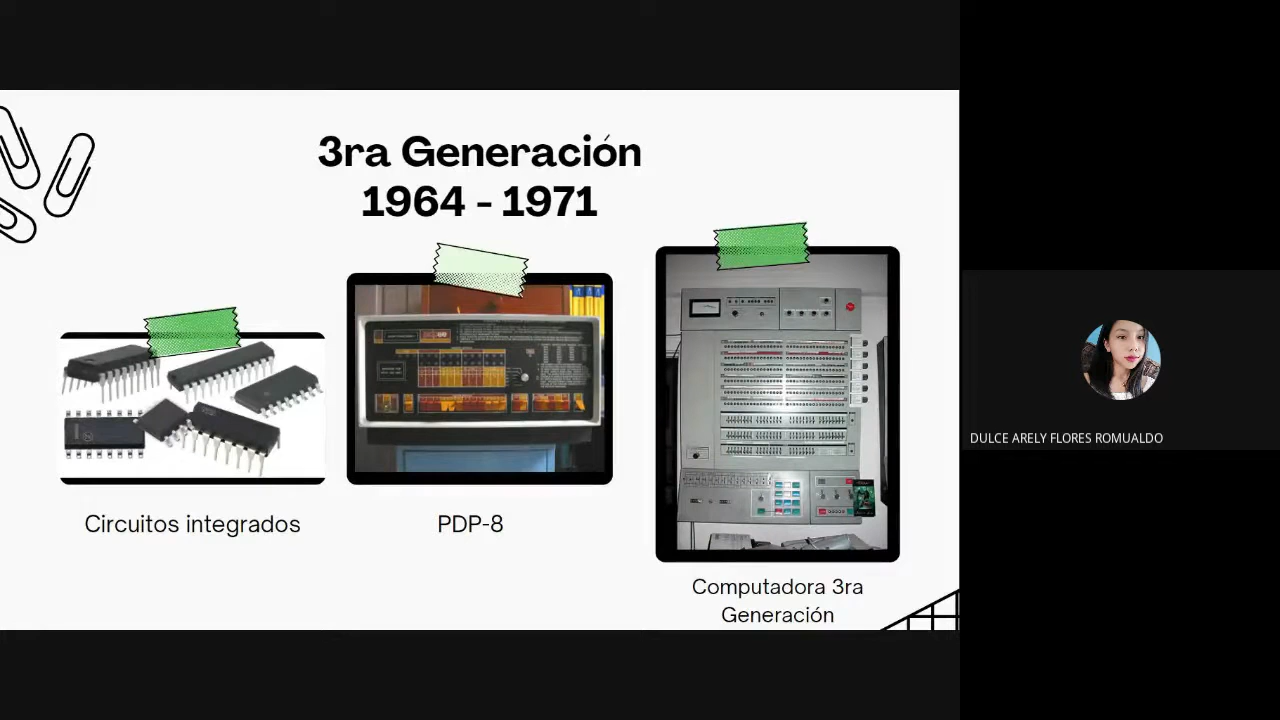 3ra Generación
1964 - 1971
Circuitos integrados
PDP-8
Computadora 3ra
Generación
DULCE ARELY FLORES ROMUALDO